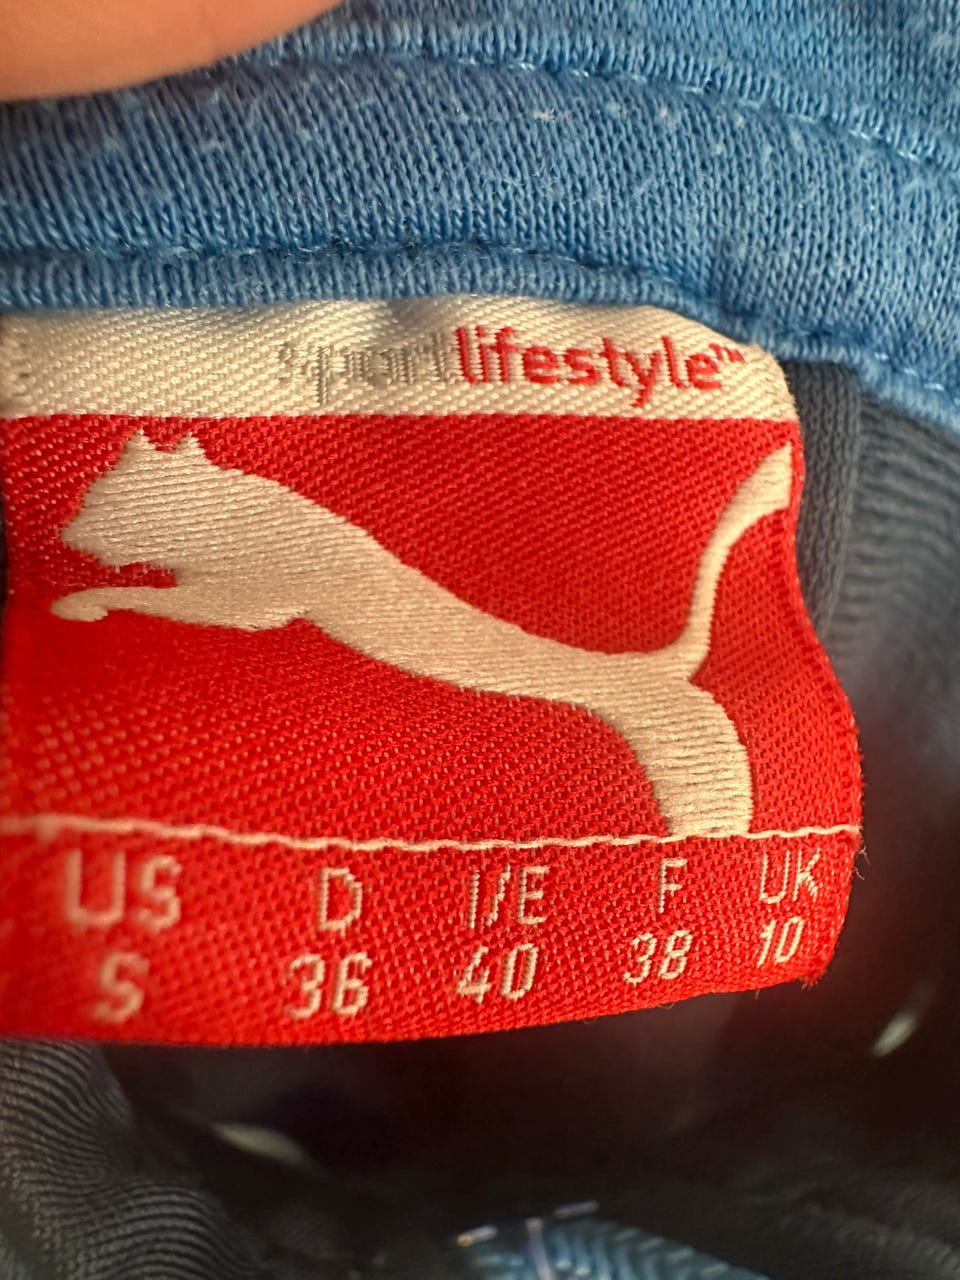 sportlifestyle™
US D I/E F UK
S 36 40 38 10